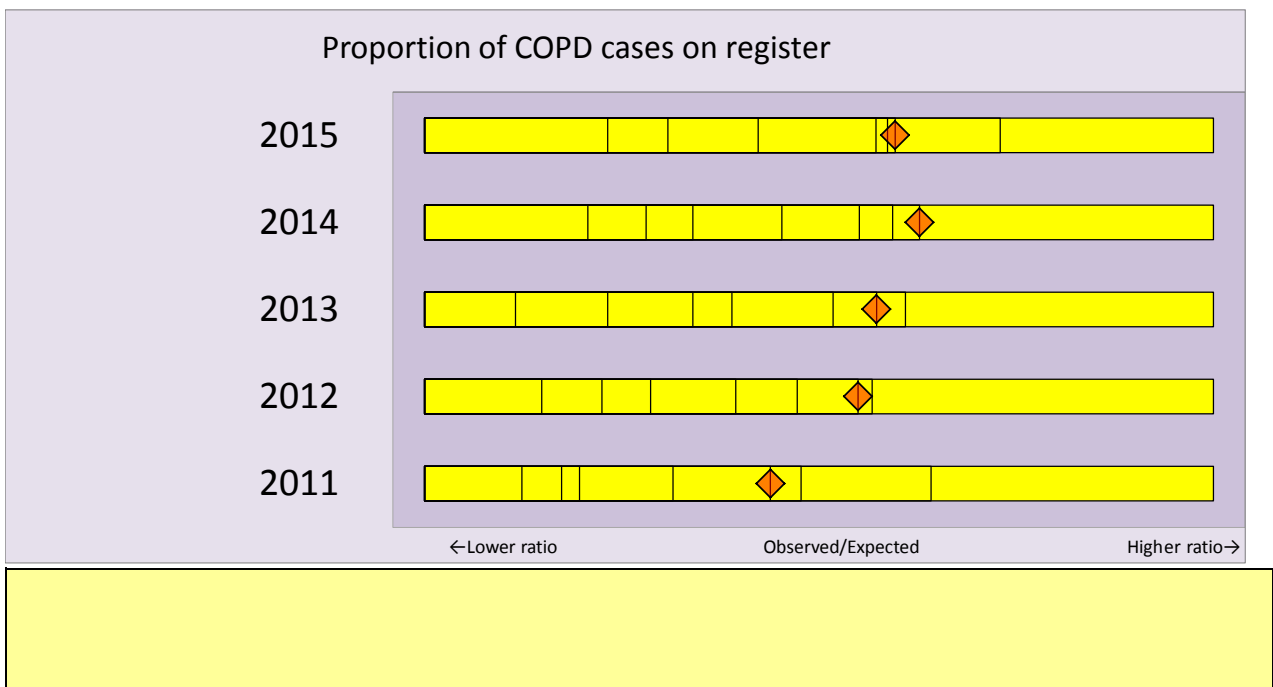 Proportion of COPD cases on register
2015
2014
2013
2012
2011
←Lower ratio Observed/Expected Higher ratio→